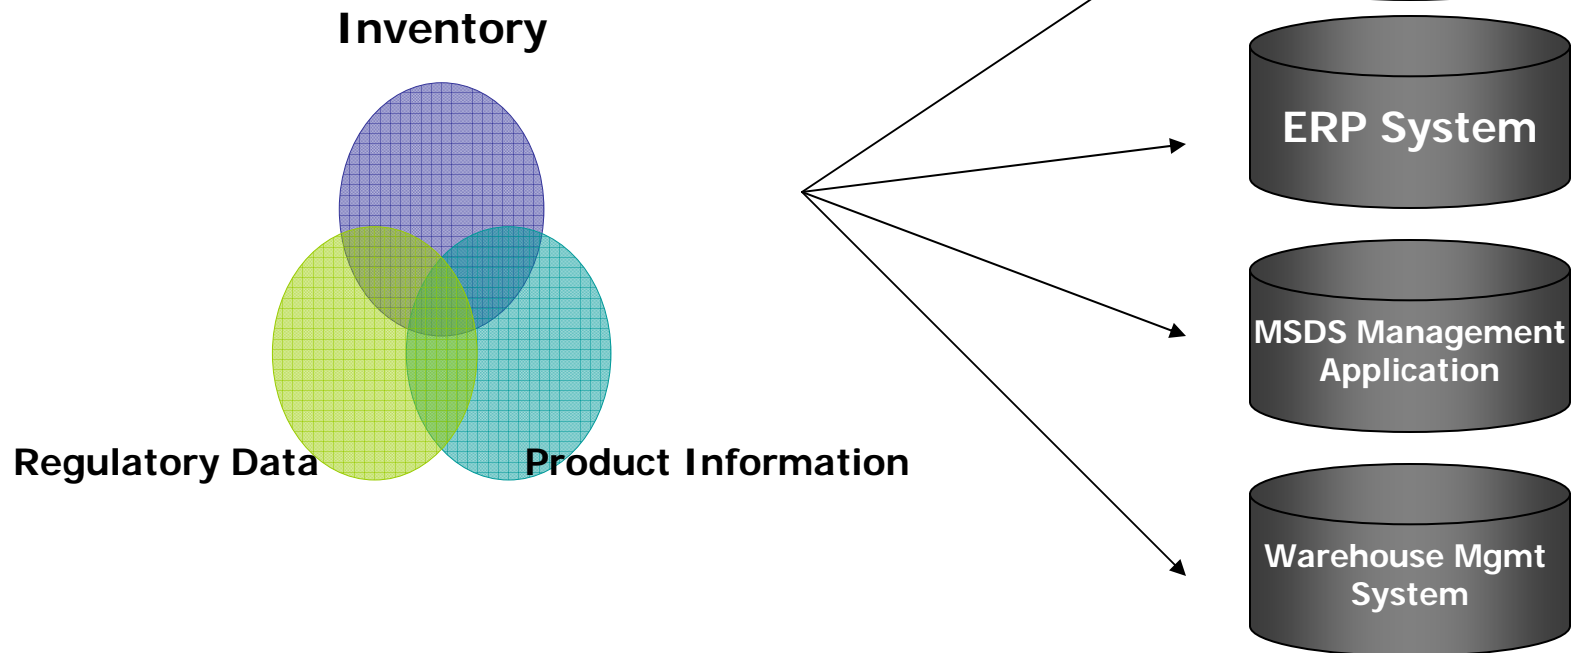 Inventory
ERP System
MSDS Management
Application
Regulatory Data
Product Information
Warehouse Mgmt
System